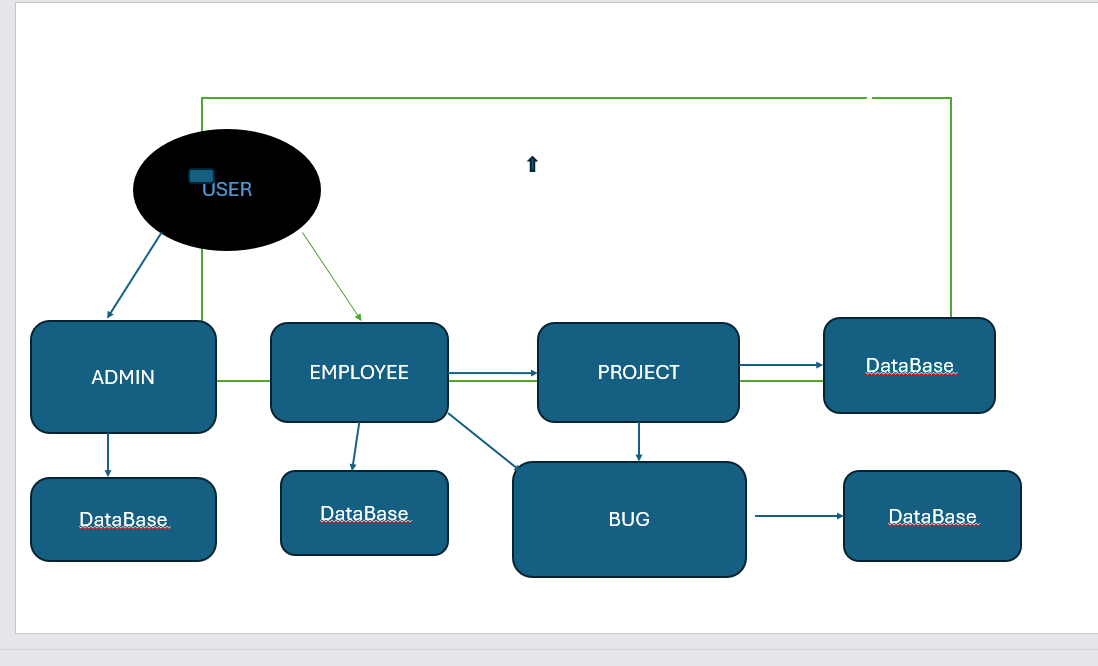 USER
ADMIN
EMPLOYEE
PROJECT
DataBase
DataBase
DataBase
BUG
DataBase